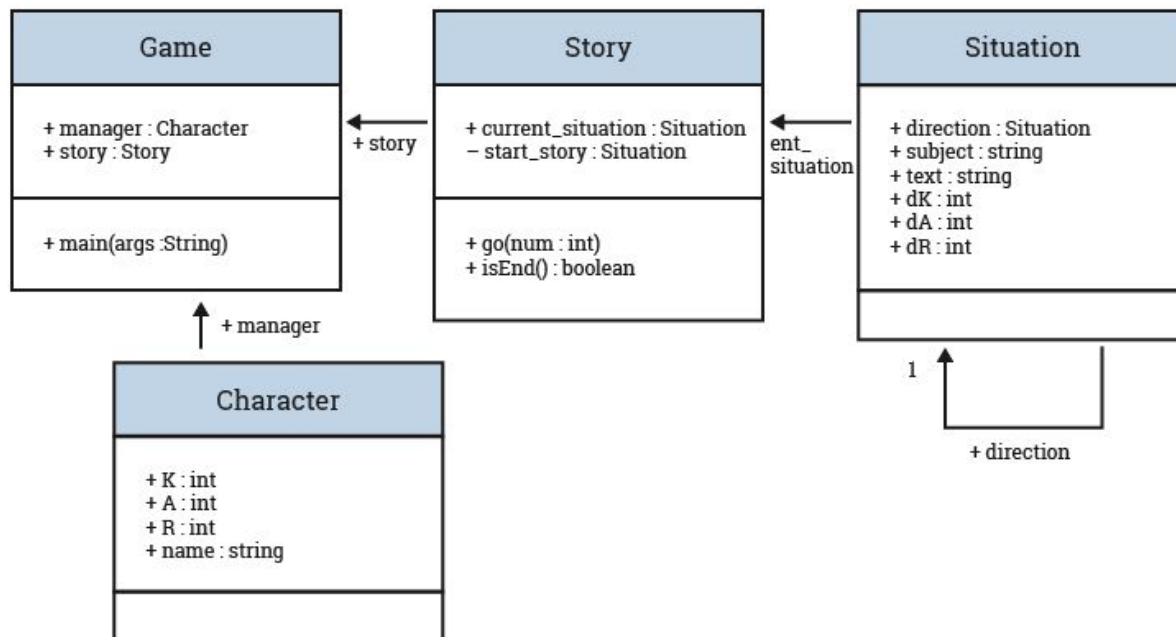 Game
+ manager : Character
+ story : Story
+ main(args :String)
+ story
Story
+ current_situation : Situation
– start_story : Situation
+ go(num : int)
+ isEnd() : boolean
ent_
situation
Situation
+ direction : Situation
+ subject : string
+ text : string
+ dK : int
+ dA : int
+ dR : int
1
+ direction
+ manager
Character
+ K : int
+ A : int
+ R : int
+ name : string